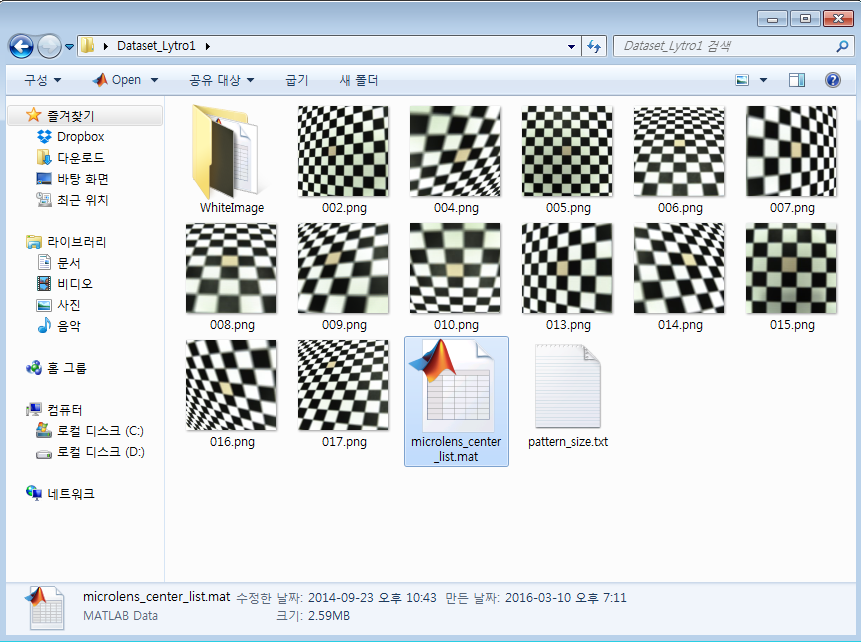 Dataset_Lytro1
Dataset_Lytro1 검색
구성 Open 공유 대상 굽기 새 폴더
즐겨찾기
Dropbox
다운로드
바탕 화면
최근 위치
라이브러리
문서
비디오
사진
음악
홈 그룹
컴퓨터
로컬 디스크 (C:)
로컬 디스크 (D:)
네트워크
WhiteImage 002.png 004.png 005.png 006.png 007.png
008.png 009.png 010.png 013.png 014.png 015.png
016.png 017.png microlens_center_list.mat pattern_size.txt
microlens_center_list.mat 수정한 날짜: 2014-09-23 오후 10:43 만든 날짜: 2016-03-10 오후 7:11
MATLAB Data 크기: 2.59MB